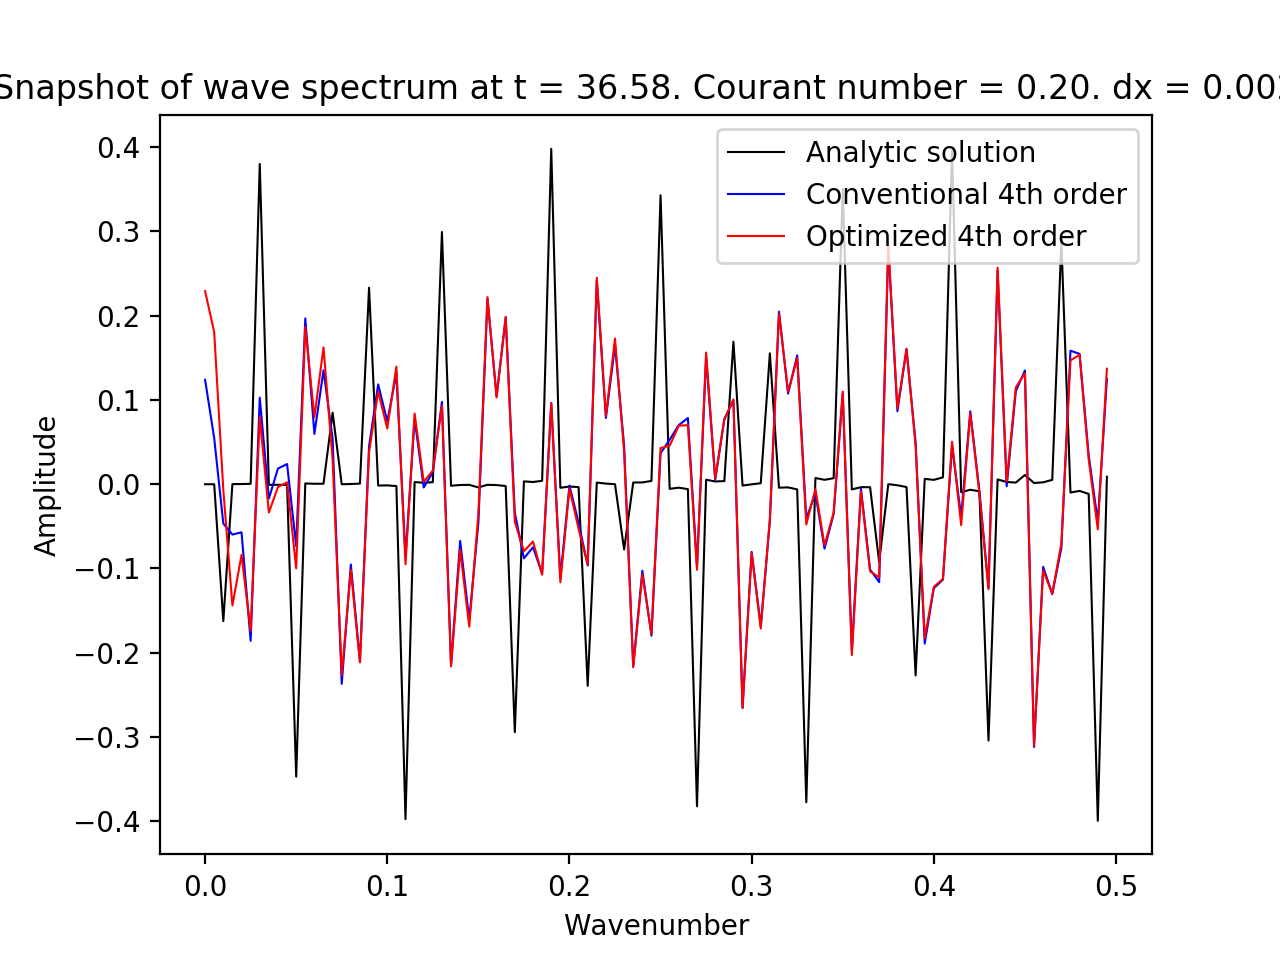 Snapshot of wave spectrum at t = 36.58. Courant number = 0.20. dx = 0.002
Analytic solution
Conventional 4th order
Optimized 4th order
0.4
0.3
0.2
0.1
0.0
−0.1
−0.2
−0.3
−0.4
Amplitude
0.0 0.1 0.2 0.3 0.4 0.5
Wavenumber